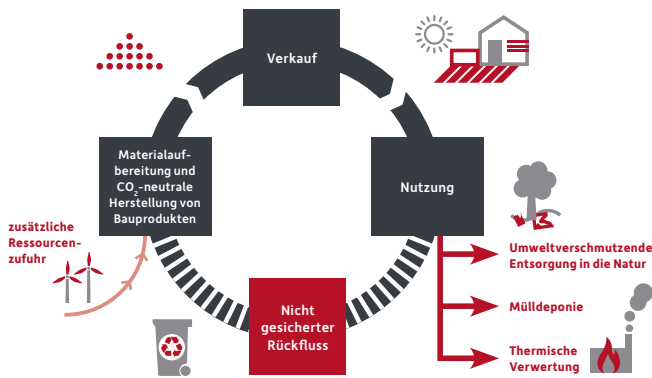 Verkauf
Materialauf-
bereitung und
CO₂-neutrale
Herstellung von
Bauprodukten
Nutzung
zusätzliche
Ressourcen-
zufuhr
Umweltverschmutzende
Entsorgung in die Natur
Nicht
gesicherter
Rückfluss
Mülldeponie
Thermische
Verwertung